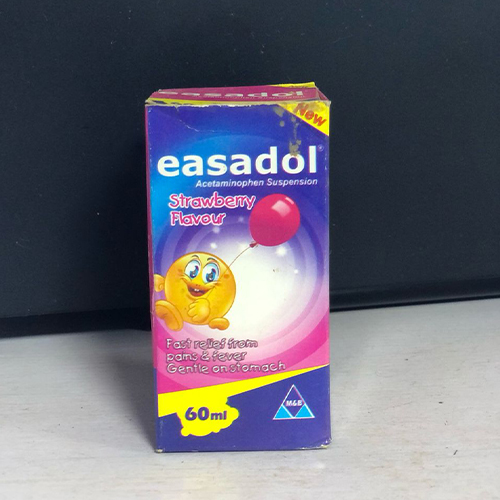 easadol
New
easadol®
Acetaminophen Suspension
Strawberry
Flavour
Fast relief from
pains & fever
Gentle on stomach
60ml
M&B